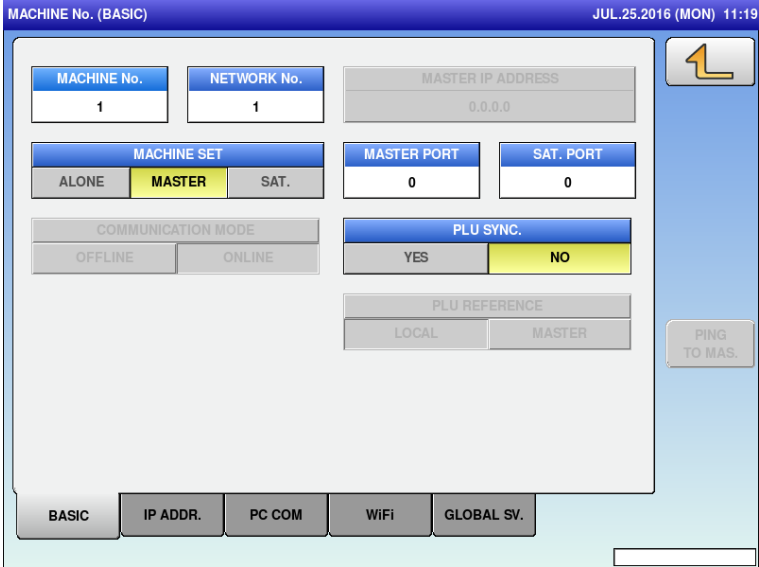 MACHINE No. (BASIC)
JUL.25.2016 (MON) 11:19
MACHINE No.
NETWORK No.
MASTER IP ADDRESS
1
1
0.0.0.0
MACHINE SET
MASTER PORT
SAT. PORT
ALONE
MASTER
SAT.
0
0
COMMUNICATION MODE
PLU SYNC.
OFFLINE
ONLINE
YES
NO
PLU REFERENCE
LOCAL
MASTER
PING
TO MAS.
BASIC
IP ADDR.
PC COM
WiFi
GLOBAL SV.